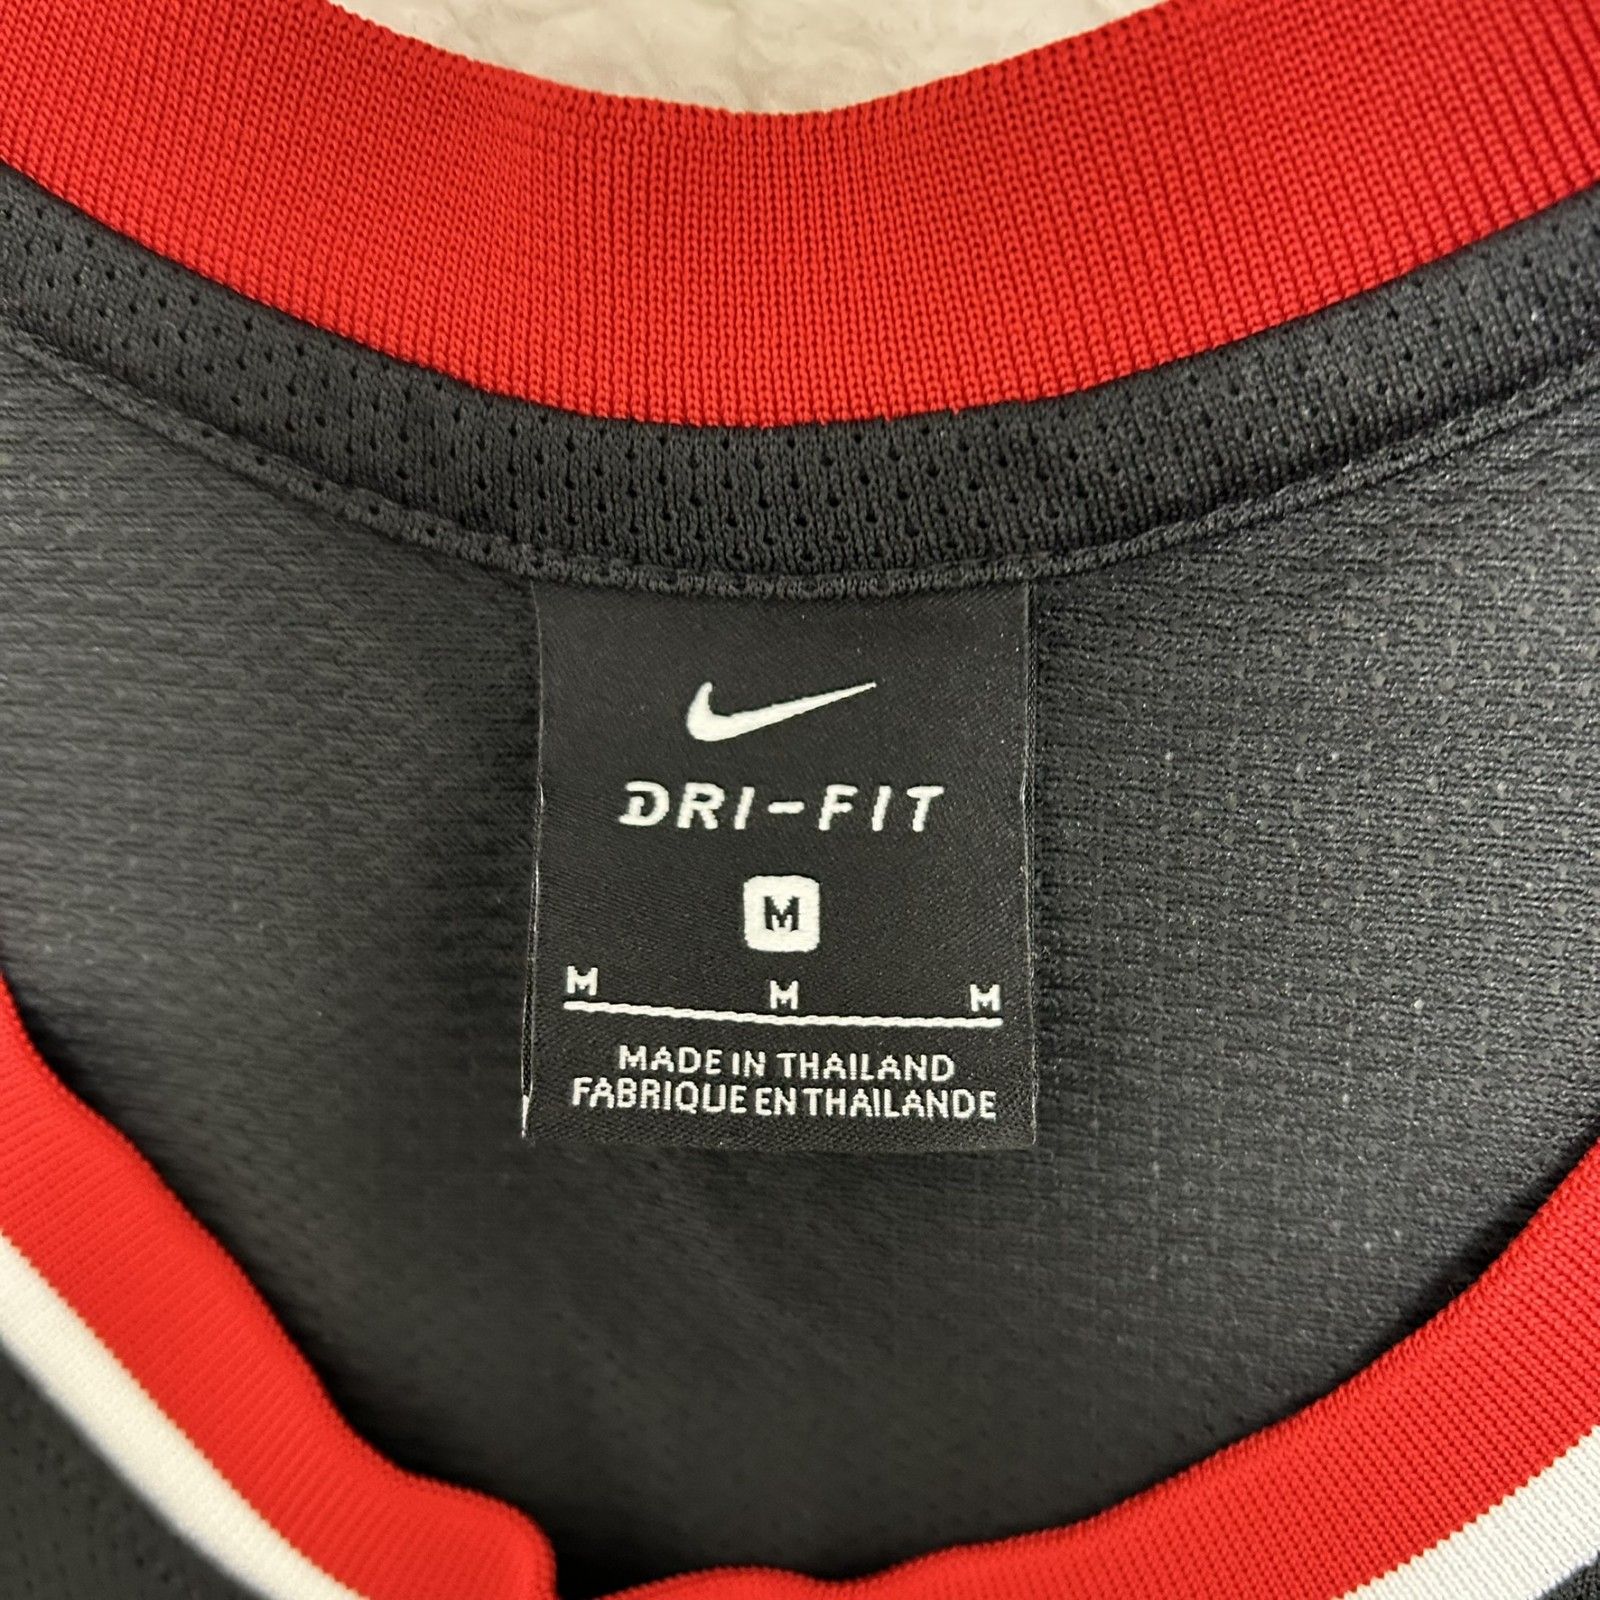 DRI-FIT
M
M M M
MADE IN THAILAND
FABRIQUE EN THAILANDE